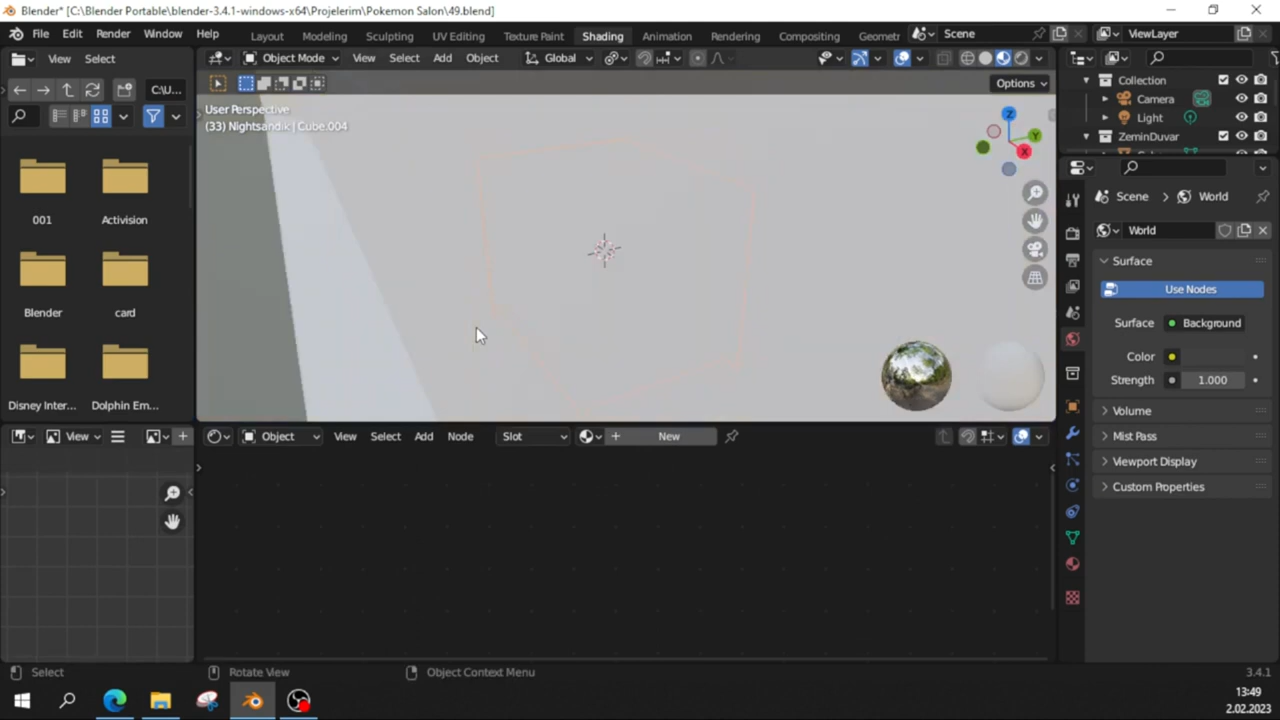 Blender* [C:\Blender Portable\blender-3.4.1-windows-x64\Projelerim\Pokemon Salon\49.blend]
File Edit Render Window Help
Layout Modeling Sculpting UV Editing Texture Paint Shading Animation Rendering Compositing Geometr
Scene
ViewLayer
View Select
Object Mode View Select Add Object Global
Options
C:\U...
User Perspective
(33) Nightsandık | Cube.004
Z
Y
X
Collection
Camera
Light
ZeminDuvar
001 Activision
Blender card
Disney Inter... Dolphin Em...
Scene > World
World
Surface
Use Nodes
Surface Background
Color
Strength 1.000
Volume
Mist Pass
Viewport Display
Custom Properties
View
Object View Select Add Node Slot New
Select Rotate View Object Context Menu 3.4.1
13:49
2.02.2023